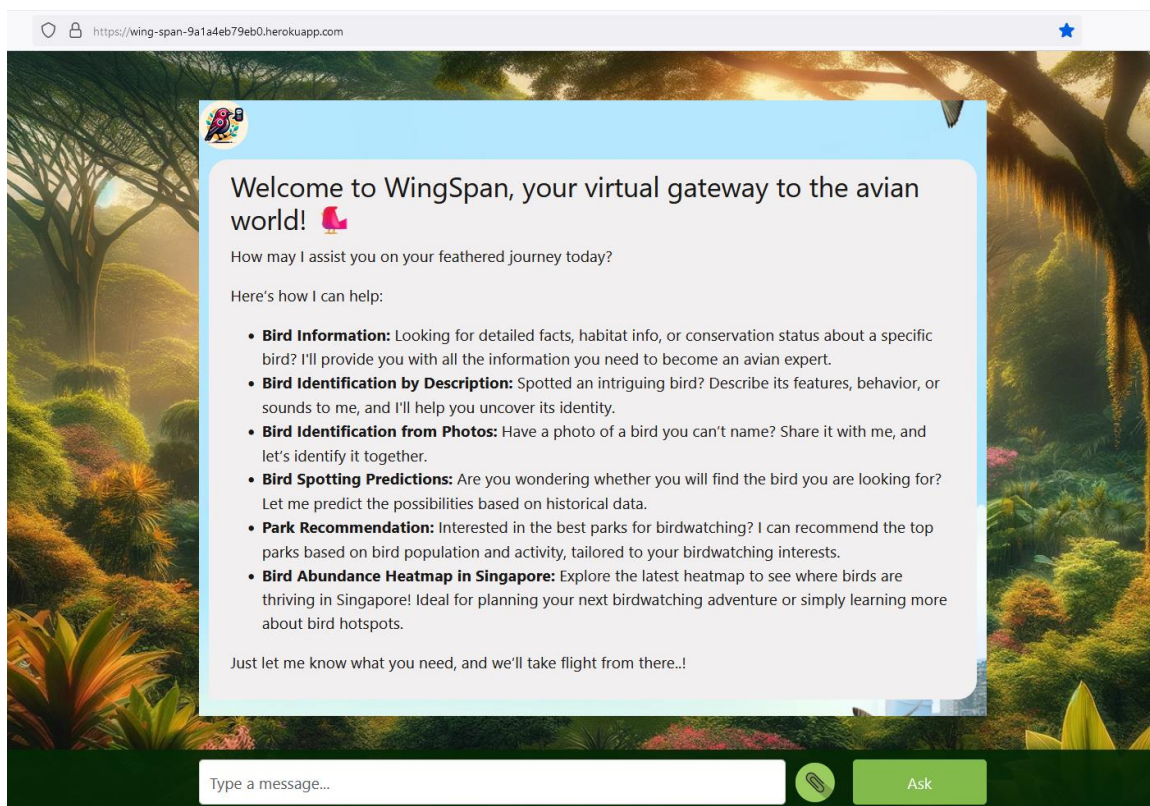 https://wing-span-9a1a4eb79eb0.herokuapp.com
Welcome to WingSpan, your virtual gateway to the avian
world!
How may I assist you on your feathered journey today?
Here's how I can help:
• Bird Information: Looking for detailed facts, habitat info, or conservation status about a specific
bird? I'll provide you with all the information you need to become an avian expert.
• Bird Identification by Description: Spotted an intriguing bird? Describe its features, behavior, or
sounds to me, and I'll help you uncover its identity.
• Bird Identification from Photos: Have a photo of a bird you can't name? Share it with me, and
let's identify it together.
• Bird Spotting Predictions: Are you wondering whether you will find the bird you are looking for?
Let me predict the possibilities based on historical data.
• Park Recommendation: Interested in the best parks for birdwatching? I can recommend the top
parks based on bird population and activity, tailored to your birdwatching interests.
• Bird Abundance Heatmap in Singapore: Explore the latest heatmap to see where birds are
thriving in Singapore! Ideal for planning your next birdwatching adventure or simply learning more
about bird hotspots.
Just let me know what you need, and we'll take flight from there..!
Type a message...
Ask